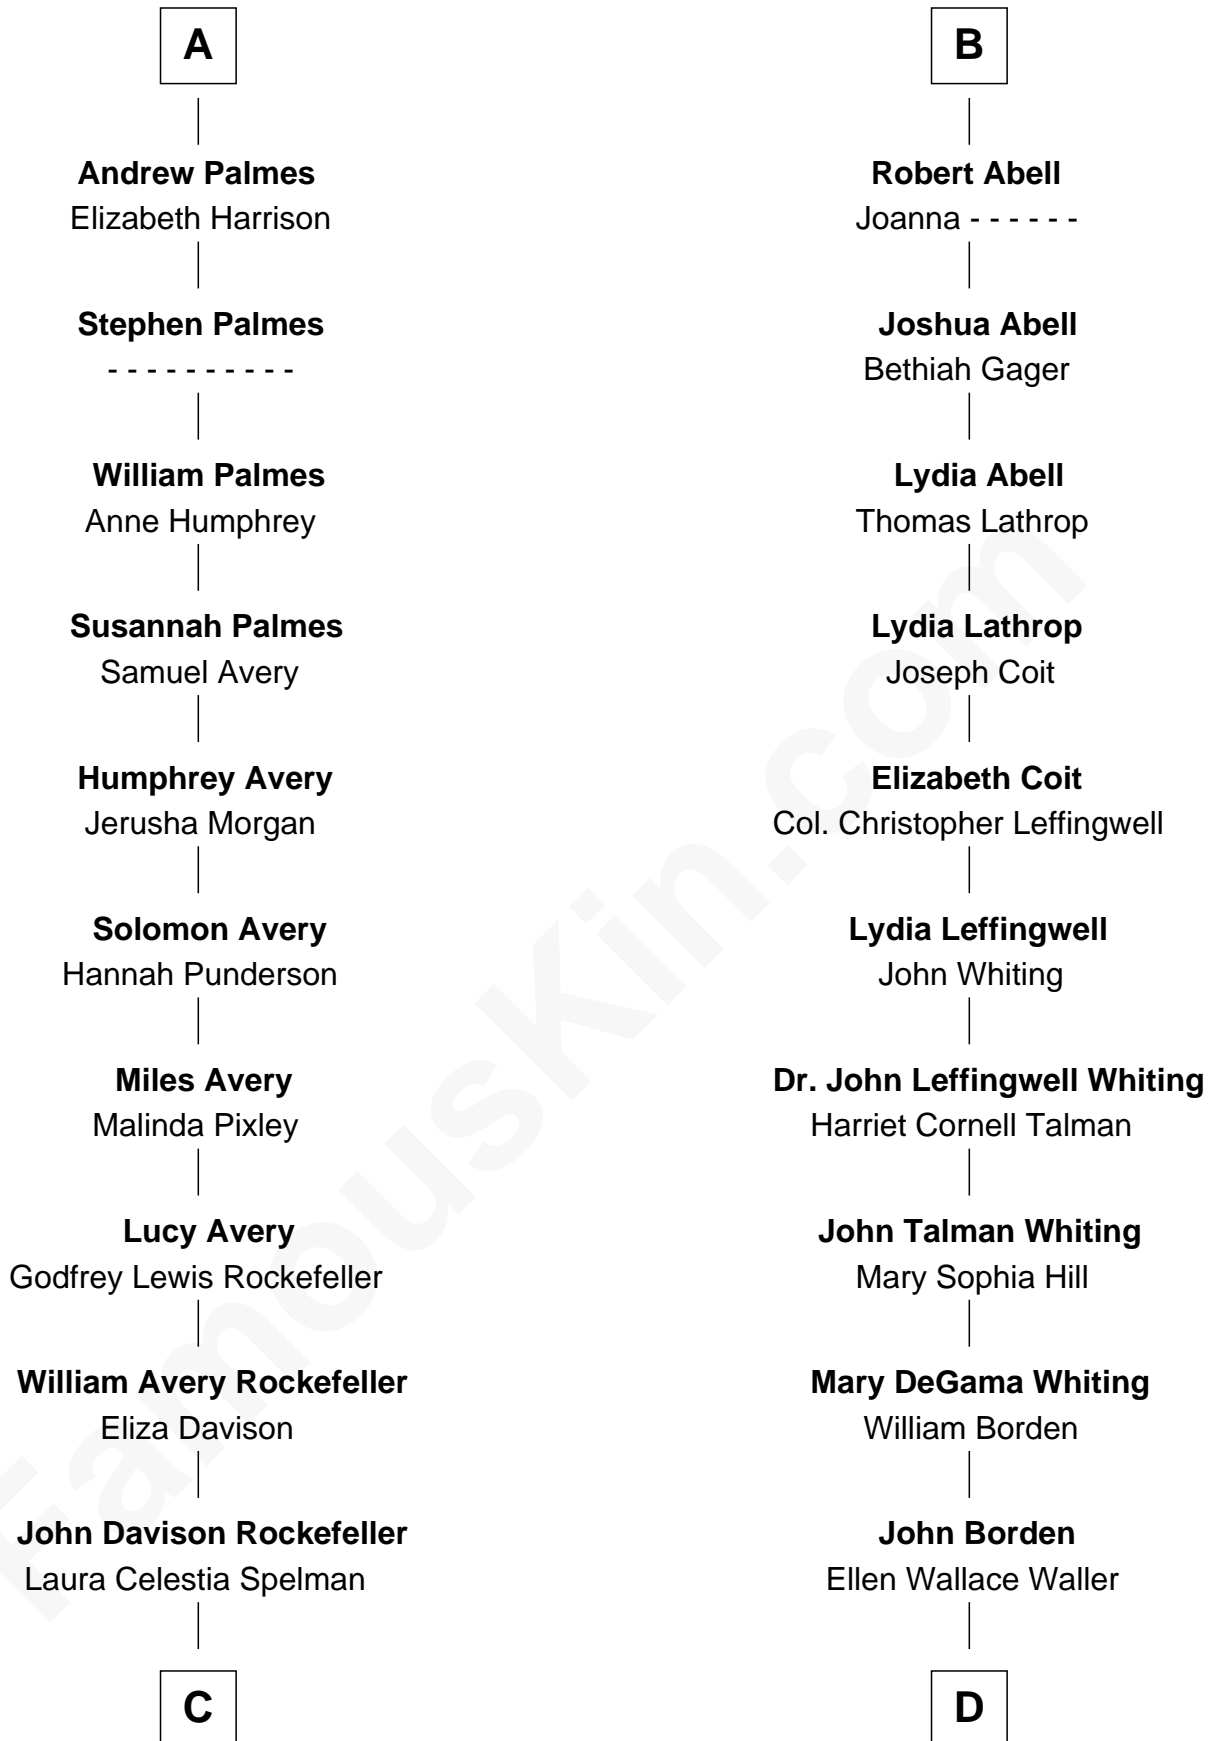 A
Andrew Palmes
Elizabeth Harrison
Stephen Palmes
- - - - - - - - - -
William Palmes
Anne Humphrey
Susannah Palmes
Samuel Avery
Humphrey Avery
Jerusha Morgan
Solomon Avery
Hannah Punderson
Miles Avery
Malinda Pixley
Lucy Avery
Godfrey Lewis Rockefeller
William Avery Rockefeller
Eliza Davison
John Davison Rockefeller
Laura Celestia Spelman
C
B
Robert Abell
Joanna - - - - - -
Joshua Abell
Bethiah Gager
Lydia Abell
Thomas Lathrop
Lydia Lathrop
Joseph Coit
Elizabeth Coit
Col. Christopher Leffingwell
Lydia Leffingwell
John Whiting
Dr. John Leffingwell Whiting
Harriet Cornell Talman
John Talman Whiting
Mary Sophia Hill
Mary DeGama Whiting
William Borden
John Borden
Ellen Wallace Waller
D
FamousKin.com